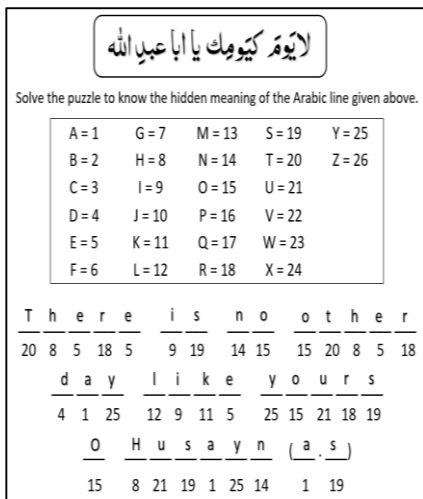 لا يَومَ كَيَومِك يا ابا عبدِ الله
Solve the puzzle to know the hidden meaning of the Arabic line given above.
A = 1 G = 7 M = 13 S = 19 Y = 25
B = 2 H = 8 N = 14 T = 20 Z = 26
C = 3 I = 9 O = 15 U = 21
D = 4 J = 10 P = 16 V = 22
E = 5 K = 11 Q = 17 W = 23
F = 6 L = 12 R = 18 X = 24
T h e r e i s n o o t h e r
20 8 5 18 5 9 19 14 15 15 20 8 5 18
d a y l i k e y o u r s
4 1 25 12 9 11 5 25 15 21 18 19
O H u s a y n (a.s)
15 8 21 19 1 25 14 1 19